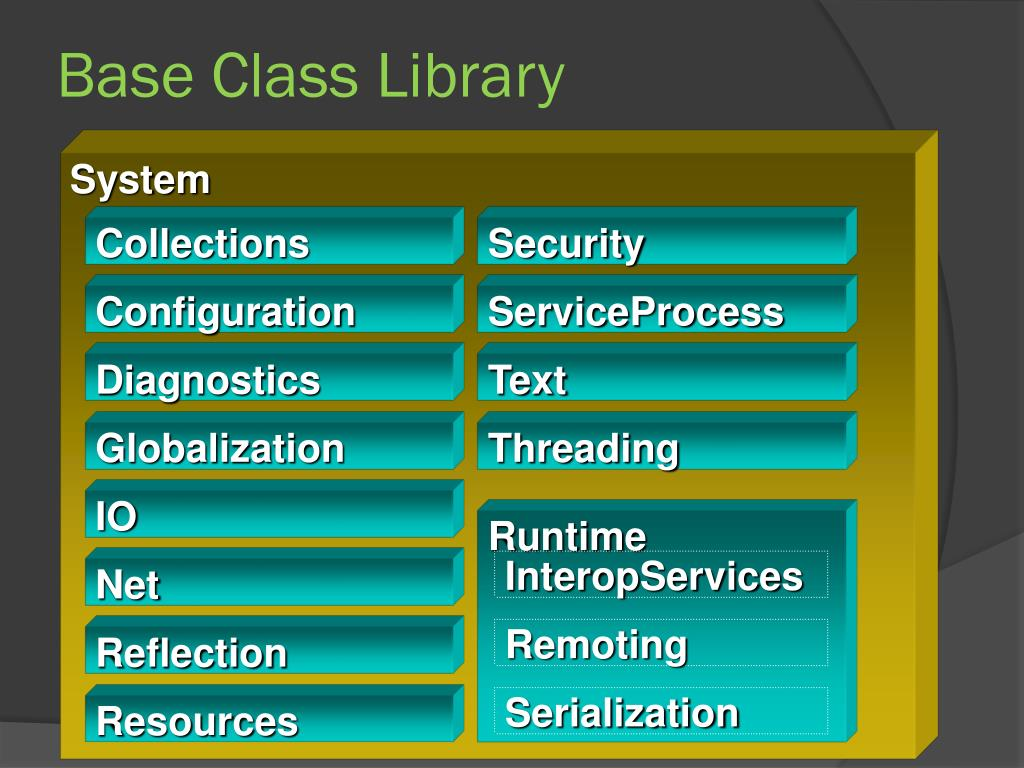 Base Class Library
System
Collections
Configuration
Diagnostics
Globalization
IO
Net
Reflection
Resources
Security
ServiceProcess
Text
Threading
Runtime
InteropServices
Remoting
Serialization